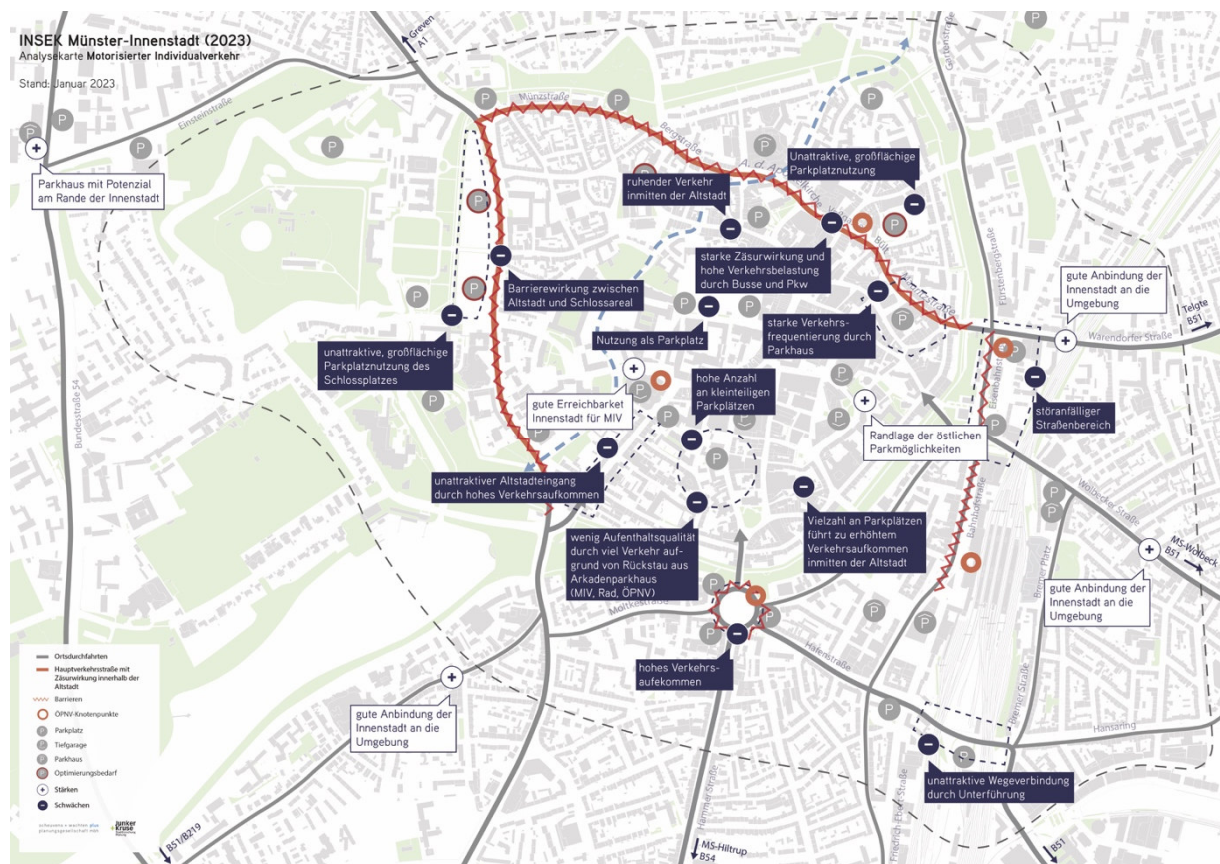 INSEK Münster-Innenstadt (2023)
Analysekarte Motorisierter Individualverkehr
Stand: Januar 2023
Greven
A1
Gartenstraße
Einsteinstraße
Münzstraße
Bergstraße
Parkhaus mit Potenzial
am Rande der Innenstadt
ruhender Verkehr
inmitten der Altstadt
Unattraktive, großflächige
Parkplatznutzung
Bült
Fürstenbergstraße
starke Zäsurwirkung und
hohe Verkehrsbelastung
durch Busse und Pkw
Barrierewirkung zwischen
Altstadt und Schlossareal
gute Anbindung der
Innenstadt an die
Umgebung
Telgte
B51
Warendorfer Straße
unattraktive, großflächige
Parkplatznutzung des
Schlossplatzes
Nutzung als Parkplatz
starke Verkehrs-
frequentierung durch
Parkhaus
Bundesstraße 54
gute Erreichbarket
Innenstadt für MIV
hohe Anzahl
an kleinteiligen
Parkplätzen
störanfälliger
Straßenbereich
Randlage der östlichen
Parkmöglichkeiten
unattraktiver Altstadteingang
durch hohes Verkehrsaufkommen
Wolbecker Straße
Bahnhofstraße
wenig Aufenthaltsqualität
durch viel Verkehr auf-
grund von Rückstau aus
Arkadenparkhaus
(MIV, Rad, ÖPNV)
Vielzahl an Parkplätzen
führt zu erhöhtem
Verkehrsaufkommen
inmitten der Altstadt
MS-Wolbeck
B51
Bremer Platz
gute Anbindung der
Innenstadt an die
Umgebung
Moltkestraße
Hafenstraße
hohes Verkehrs-
aufekommen
Bremer Straße
Hansaring
gute Anbindung der
Innenstadt an die
Umgebung
unattraktive Wegeverbindung
durch Unterführung
Hammer Straße
Friedrich-Ebert-Straße
B51/B219
MS-Hiltrup
B54
B51
Ortsdurchfahrten
Hauptverkehrsstraße mit
Zäsurwirkung innerhalb der
Altstadt
Barrieren
ÖPNV-Knotenpunkte
P Parkplatz
P Tiefgarage
P Parkhaus
P Optimierungsbedarf
+ Stärken
− Schwächen
planungsgesellschaft mbh
Junker
+Kruse